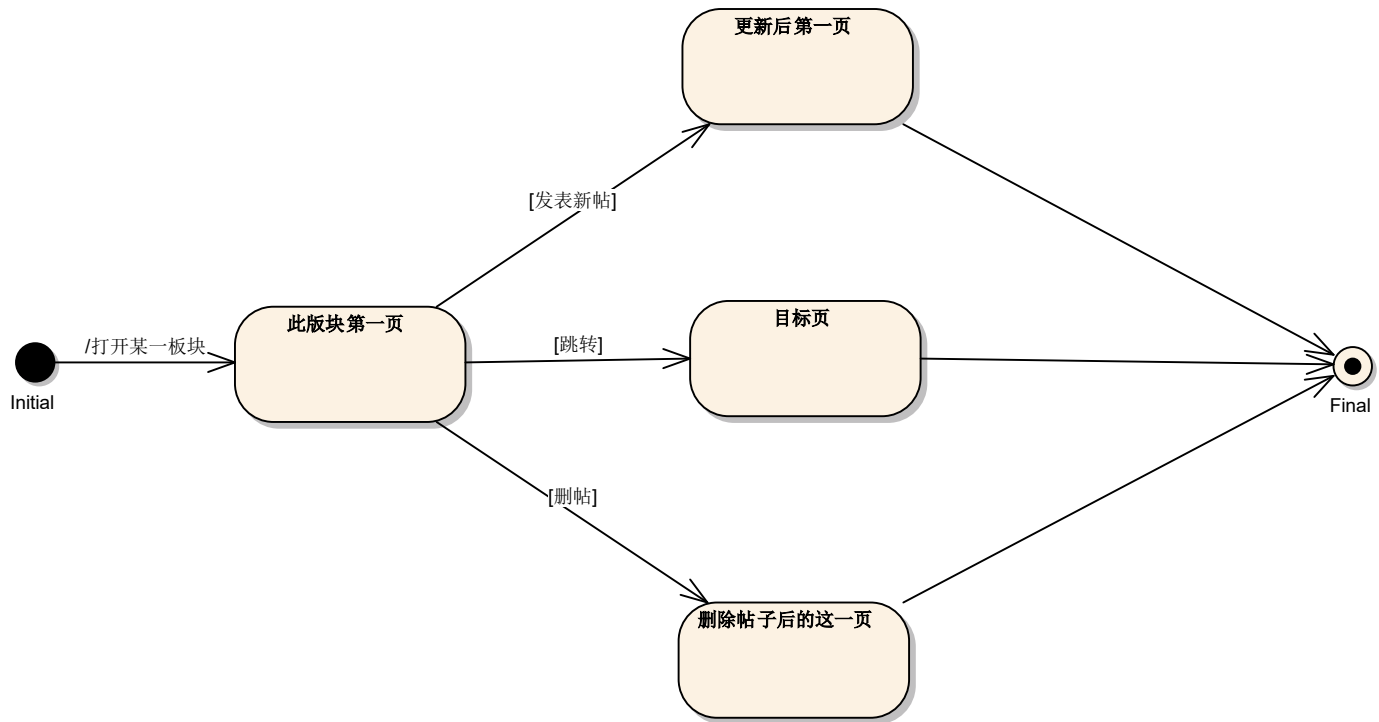 更新后第一页
[发表新帖]
/打开某一板块
Initial
此版块第一页
[跳转]
目标页
Final
[删帖]
删除帖子后的这一页